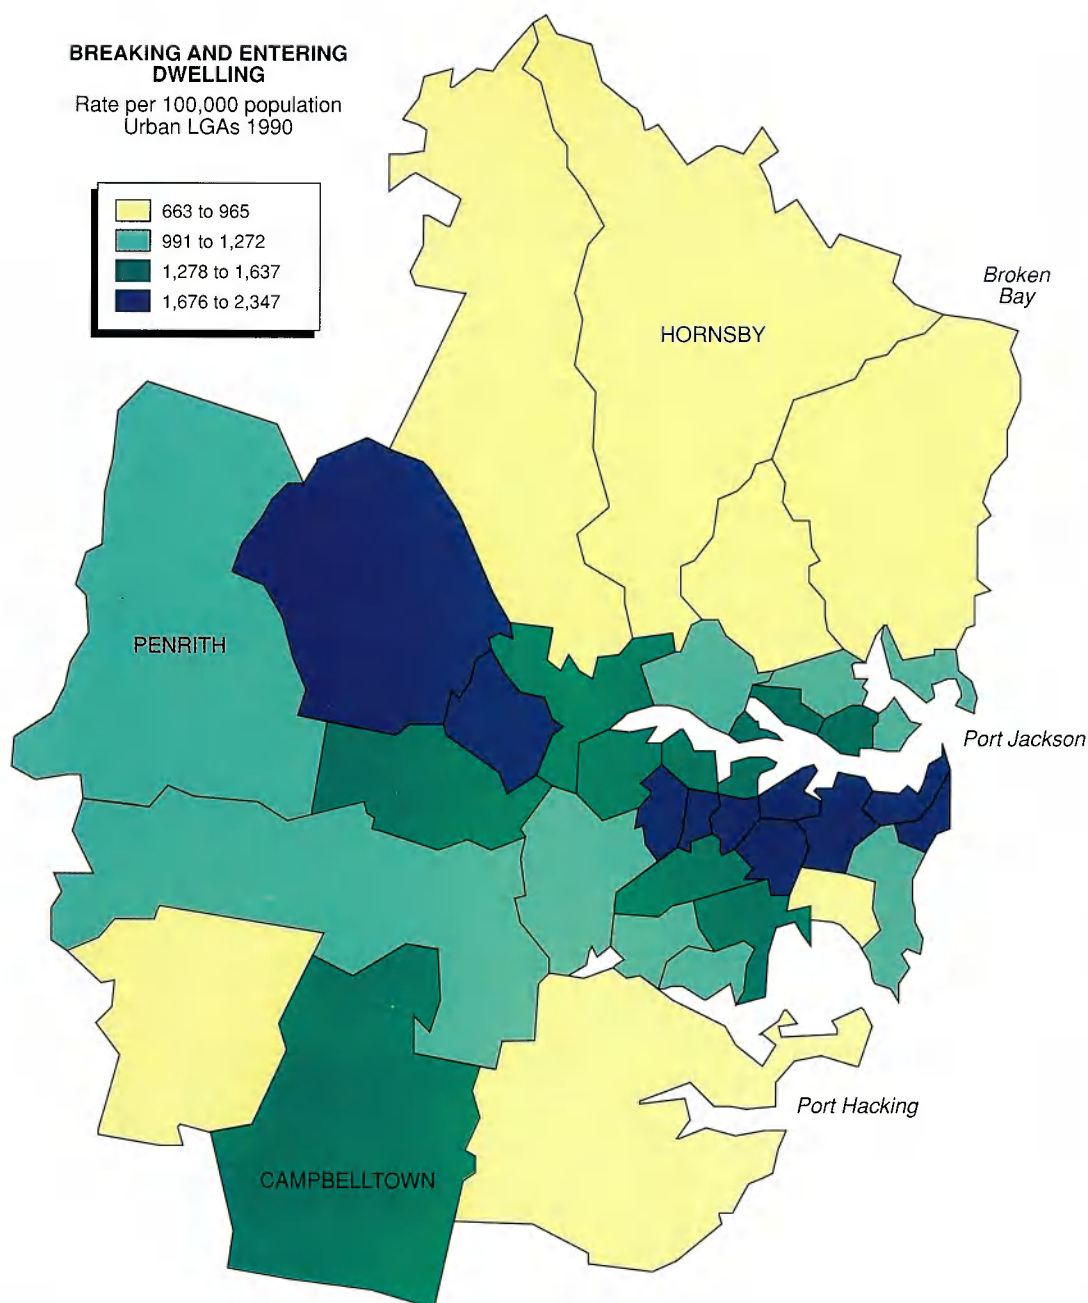 BREAKING AND ENTERING
DWELLING
Rate per 100,000 population
Urban LGAs 1990
663 to 965
991 to 1,272
1,278 to 1,637
1,676 to 2,347
Broken
Bay
HORNSBY
PENRITH
Port Jackson
Port Hacking
CAMPBELLTOWN